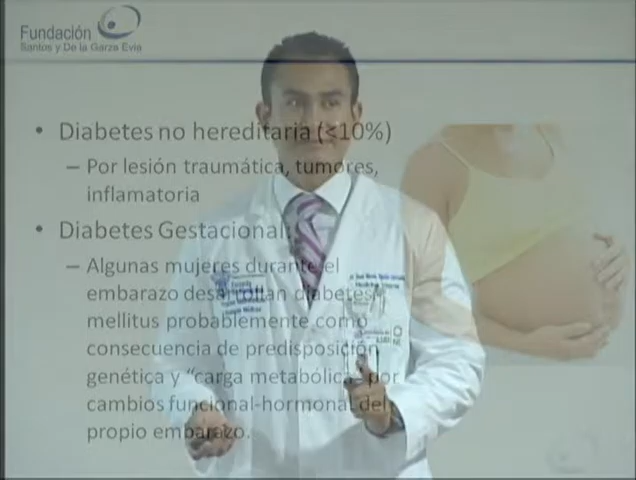 Fundación
Santos y De la Garza Evia
• Diabetes no hereditaria (≤10%)
– Por lesión traumática, tumores,
inflamatoria
• Diabetes Gestacional:
– Algunas mujeres durante el
embarazo desarrollan diabetes
mellitus probablemente como
consecuencia de predisposición
genética y “carga metabólica” por
cambios funcional-hormonal del
propio embarazo.